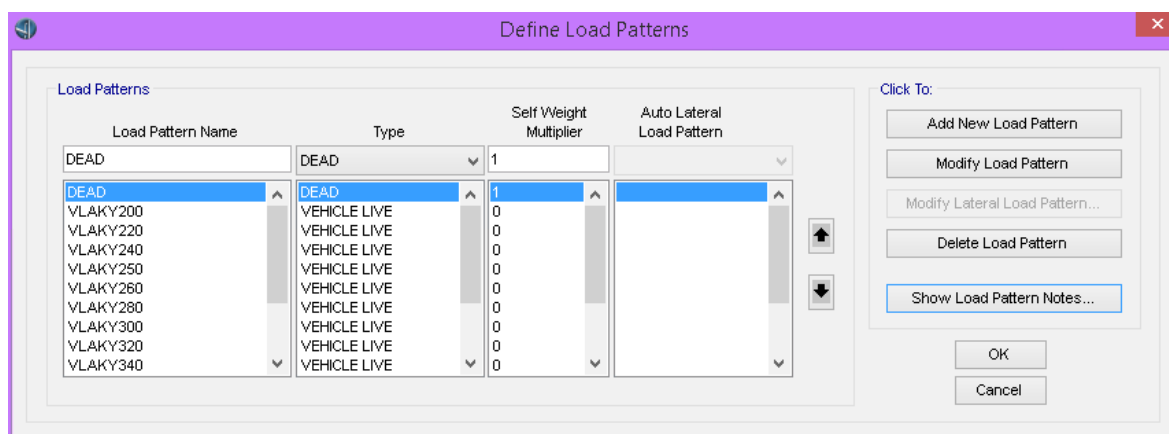 Define Load Patterns
Load Patterns
Click To:
Load Pattern Name Type Self Weight Multiplier Auto Lateral Load Pattern
DEAD DEAD 1
DEAD DEAD 1
VLAKY200 VEHICLE LIVE 0
VLAKY220 VEHICLE LIVE 0
VLAKY240 VEHICLE LIVE 0
VLAKY250 VEHICLE LIVE 0
VLAKY260 VEHICLE LIVE 0
VLAKY280 VEHICLE LIVE 0
VLAKY300 VEHICLE LIVE 0
VLAKY320 VEHICLE LIVE 0
VLAKY340 VEHICLE LIVE 0
Add New Load Pattern
Modify Load Pattern
Modify Lateral Load Pattern...
Delete Load Pattern
Show Load Pattern Notes...
OK
Cancel